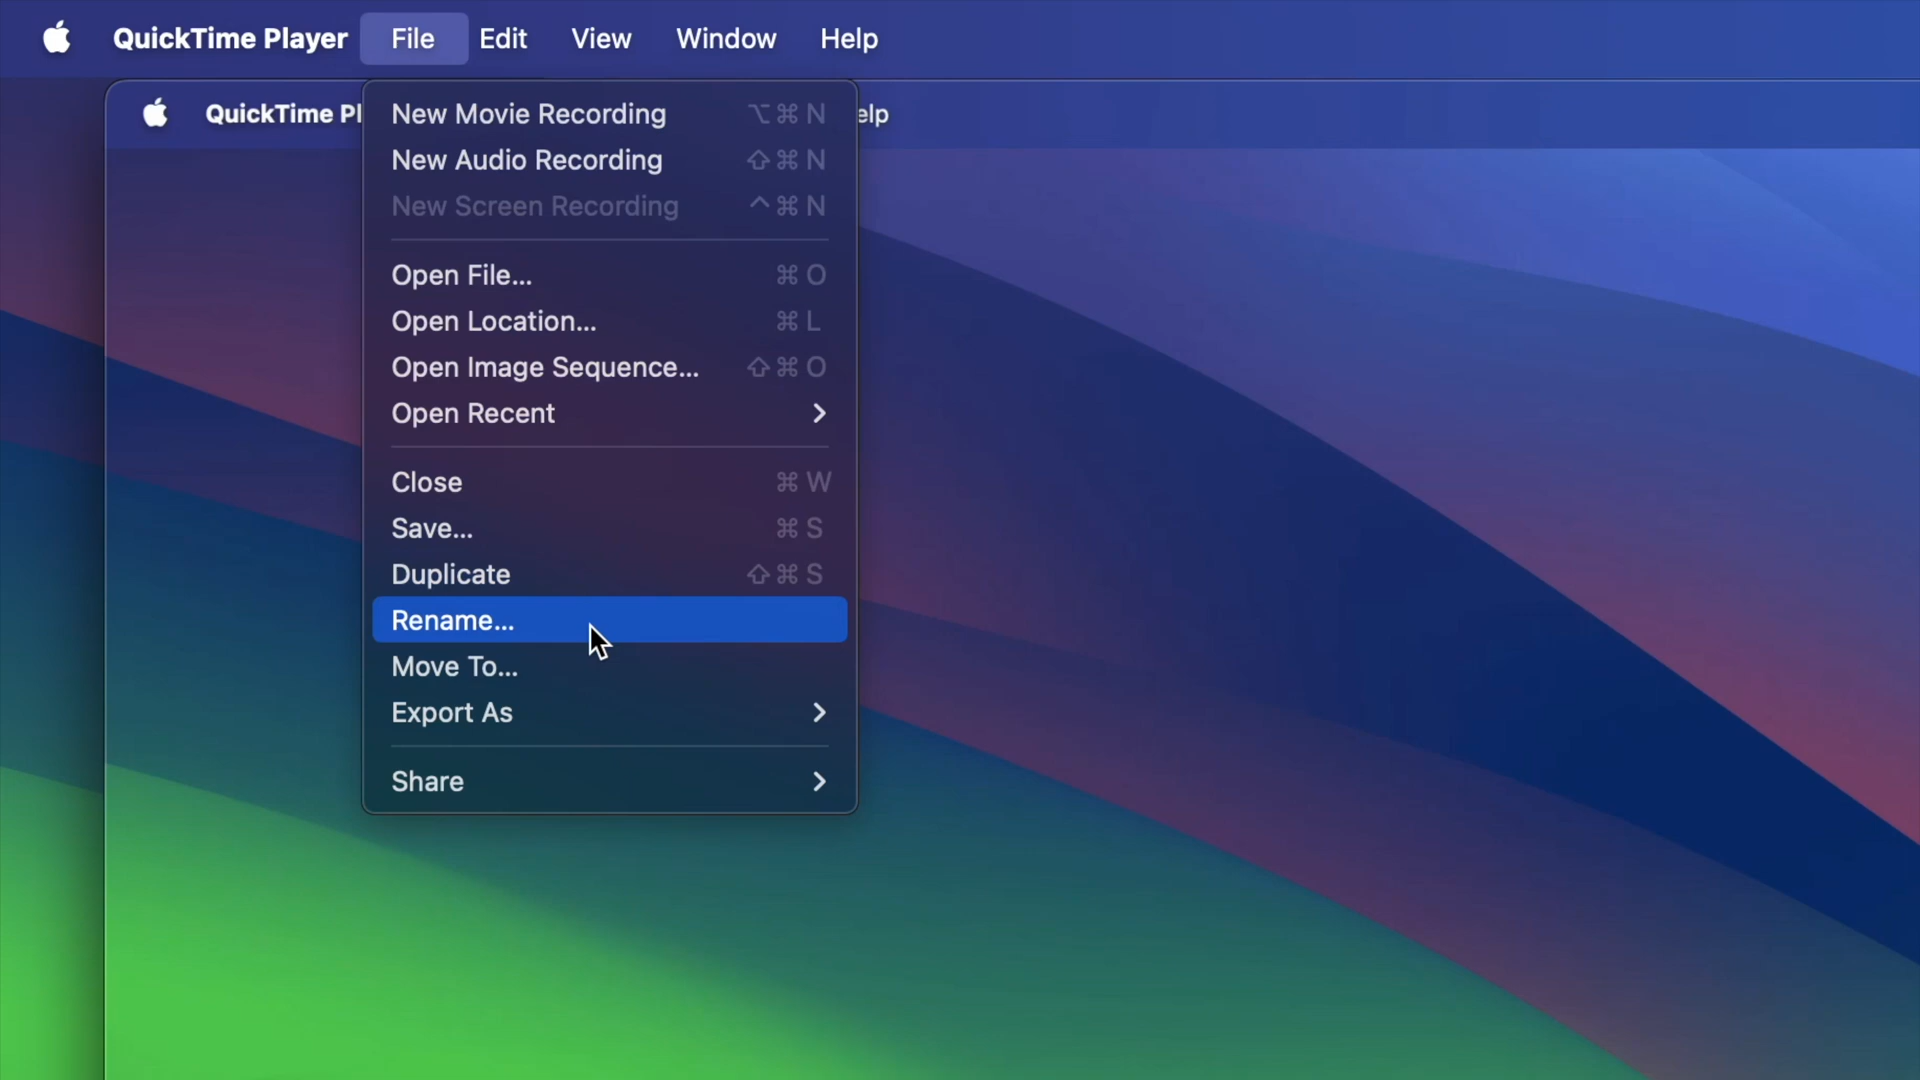 QuickTime Player File Edit View Window Help
QuickTime Pl elp
New Movie Recording ⌥⌘N
New Audio Recording ⇧⌘N
New Screen Recording ^⌘N
Open File... ⌘O
Open Location... ⌘L
Open Image Sequence... ⇧⌘O
Open Recent >
Close ⌘W
Save... ⌘S
Duplicate ⇧⌘S
Rename...
Move To...
Export As >
Share >